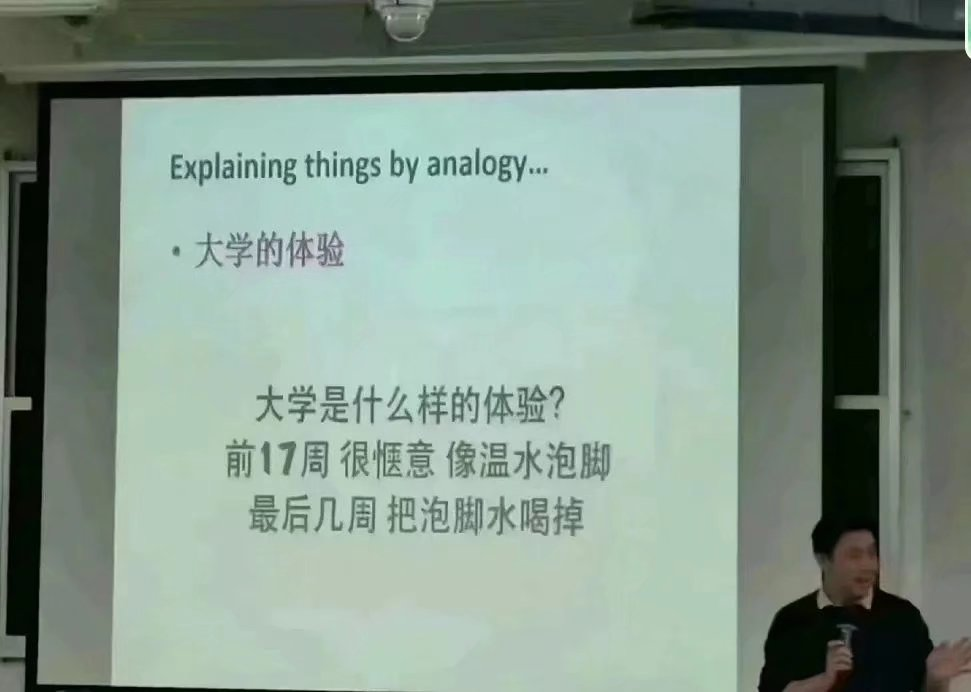 Explaining things by analogy...
• 大学的体验
大学是什么样的体验?
前17周 很惬意 像温水泡脚
最后几周 把泡脚水喝掉